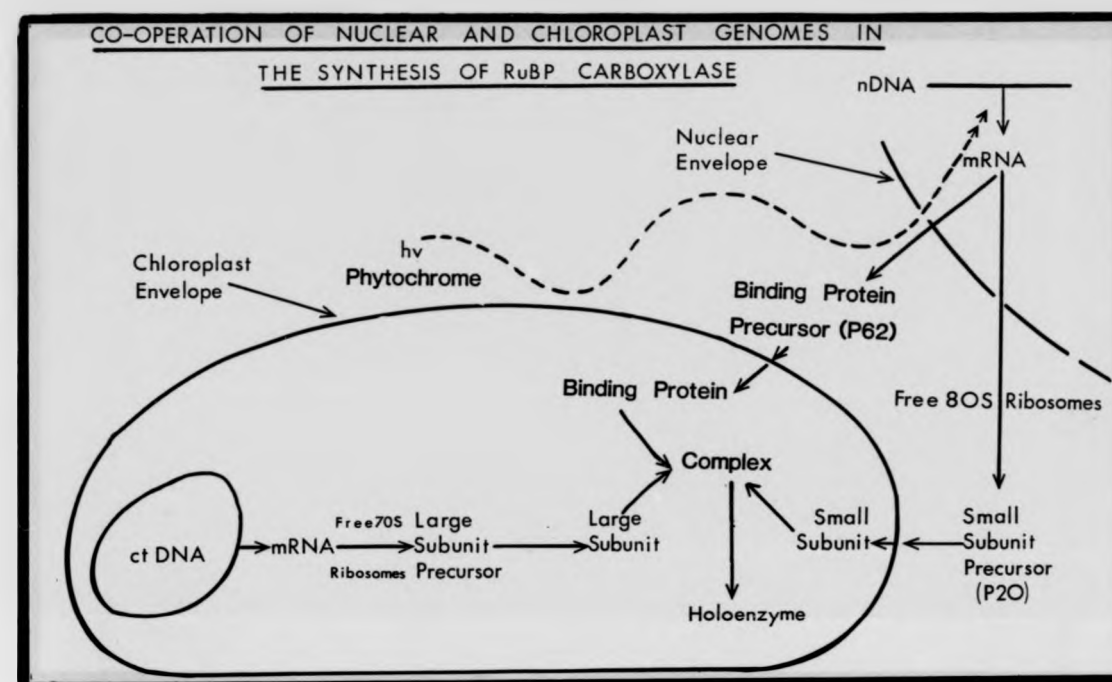 CO-OPERATION OF NUCLEAR AND CHLOROPLAST GENOMES IN
THE SYNTHESIS OF RuBP CARBOXYLASE
nDNA
Nuclear
Envelope
mRNA
hv
Phytochrome
Chloroplast
Envelope
Binding Protein
Precursor (P62)
Binding Protein
Free 80S Ribosomes
Complex
ct DNA
mRNA
Free 70S
Ribosomes
Large
Subunit
Precursor
Large
Subunit
Small
Subunit
Small
Subunit
Precursor
(P20)
Holoenzyme